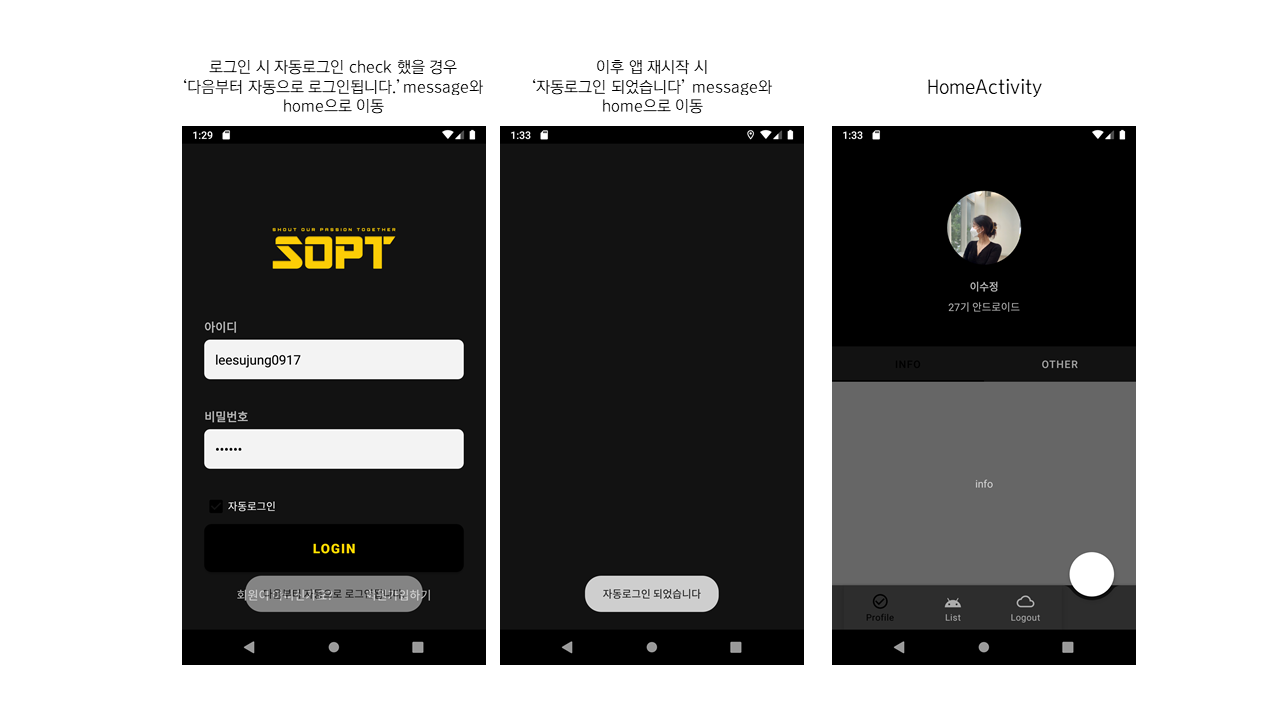 로그인 시 자동로그인 check 했을 경우
‘다음부터 자동으로 로그인됩니다.’ message와
home으로 이동
이후 앱 재시작 시
‘자동로그인 되었습니다’ message와
home으로 이동
HomeActivity
1:29
SHOUT OUR PASSION TOGETHER
SOPT
아이디
leesujung0917
비밀번호
••••••
자동로그인
LOGIN
다음부터 자동으로 로그인됩니다.
1:33
자동로그인 되었습니다
1:33
이수정
27기 안드로이드
INFO
OTHER
info
Profile
List
Logout